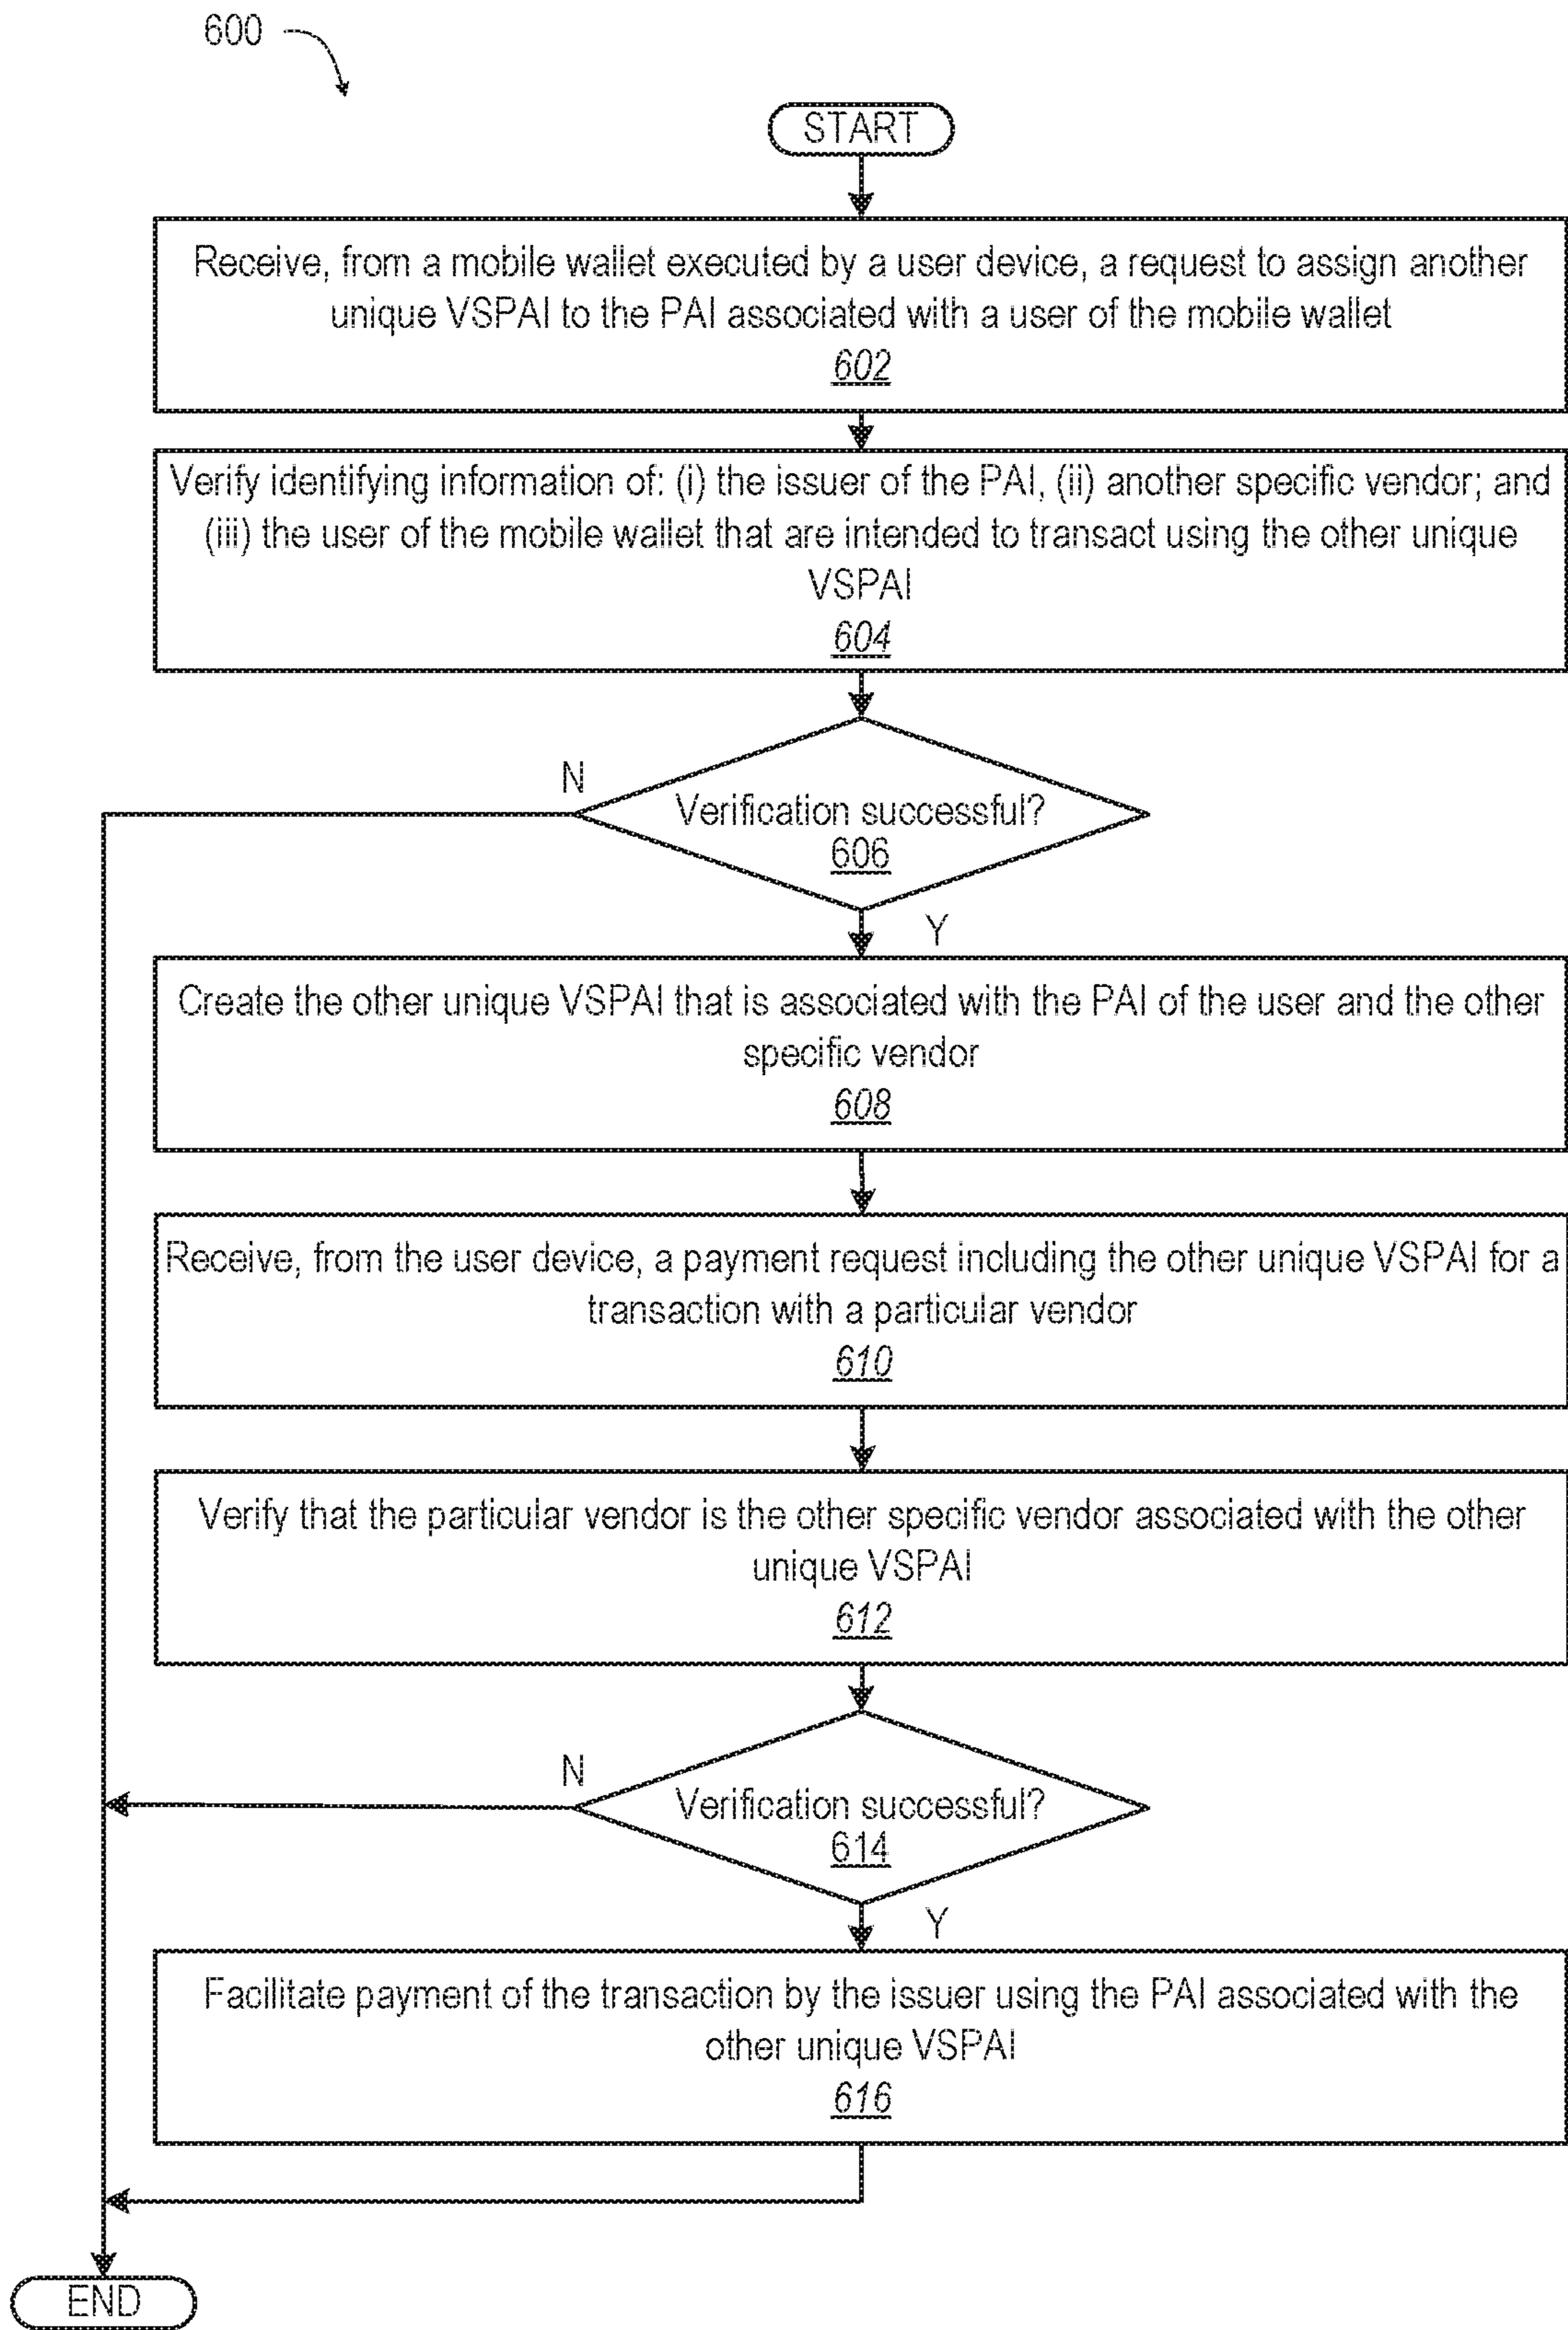 600
START
Receive, from a mobile wallet executed by a user device, a request to assign another
unique VSPAI to the PAI associated with a user of the mobile wallet
602
Verify identifying information of: (i) the issuer of the PAI, (ii) another specific vendor; and
(iii) the user of the mobile wallet that are intended to transact using the other unique
VSPAI
604
N
Verification successful?
606
Y
Create the other unique VSPAI that is associated with the PAI of the user and the other
specific vendor
608
Receive, from the user device, a payment request including the other unique VSPAI for a
transaction with a particular vendor
610
Verify that the particular vendor is the other specific vendor associated with the other
unique VSPAI
612
N
Verification successful?
614
Y
Facilitate payment of the transaction by the issuer using the PAI associated with the
other unique VSPAI
616
END